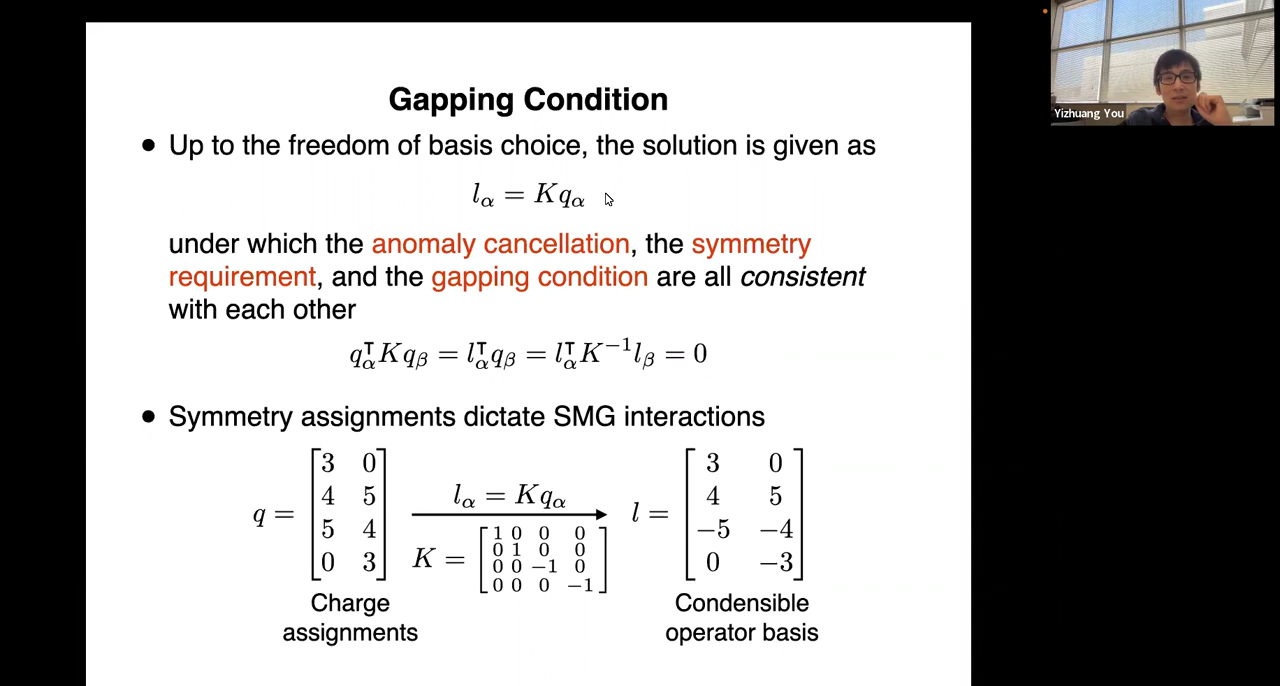 Gapping Condition
• Up to the freedom of basis choice, the solution is given as
l_α = Kq_α
under which the anomaly cancellation, the symmetry
requirement, and the gapping condition are all consistent
with each other
q_α^⊤ K q_β = l_α^⊤ q_β = l_α^⊤ K^{-1} l_β = 0
• Symmetry assignments dictate SMG interactions
q = [3 0; 4 5; 5 4; 0 3]
l_α = Kq_α
K = [1 0 0 0; 0 1 0 0; 0 0 −1 0; 0 0 0 −1]
l = [3 0; 4 5; −5 −4; 0 −3]
Charge
assignments
Condensible
operator basis
Yizhuang You